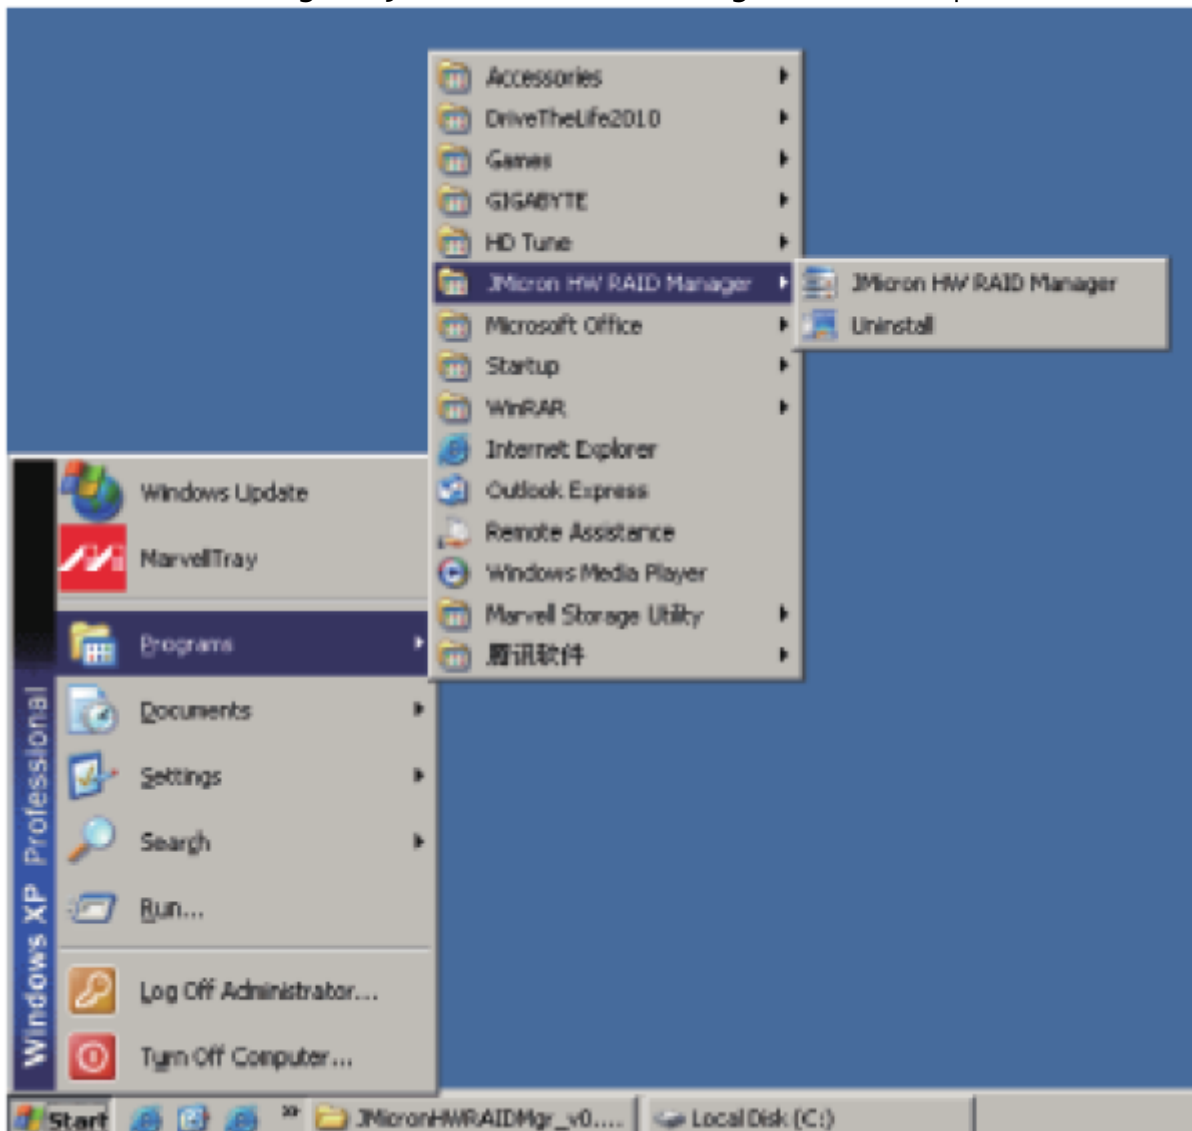 Accessories
DriveTheLife2010
Games
GIGABYTE
HD Tune
JMicron HW RAID Manager
JMicron HW RAID Manager
Uninstall
Microsoft Office
Startup
WinRAR
Internet Explorer
Outlook Express
Remote Assistance
Windows Media Player
Marvell Storage Utility
腾讯软件
Windows Update
MarvellTray
Programs
Documents
Settings
Search
Run...
Log Off Administrator...
Turn Off Computer...
Windows XP Professional
Start
JMicronHWRAIDMgr_v0....
Local Disk (C:)